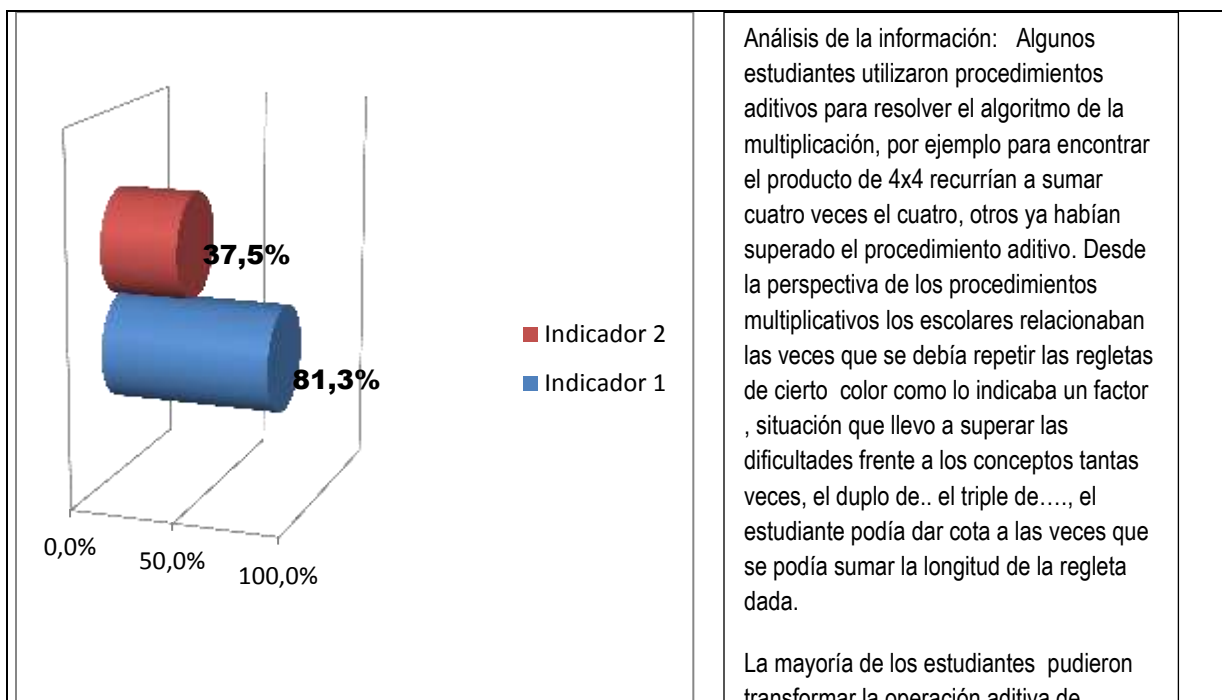 37,5%
81,3%
0,0%
50,0%
100,0%
Indicador 2
Indicador 1
Análisis de la información: Algunos
estudiantes utilizaron procedimientos
aditivos para resolver el algoritmo de la
multiplicación, por ejemplo para encontrar
el producto de 4x4 recurrían a sumar
cuatro veces el cuatro, otros ya habían
superado el procedimiento aditivo. Desde
la perspectiva de los procedimientos
multiplicativos los escolares relacionaban
las veces que se debía repetir las regletas
de cierto color como lo indicaba un factor
, situación que llevo a superar las
dificultades frente a los conceptos tantas
veces, el duplo de.. el triple de…., el
estudiante podía dar cota a las veces que
se podía sumar la longitud de la regleta
dada.
La mayoría de los estudiantes pudieron
transformar la operación aditiva de